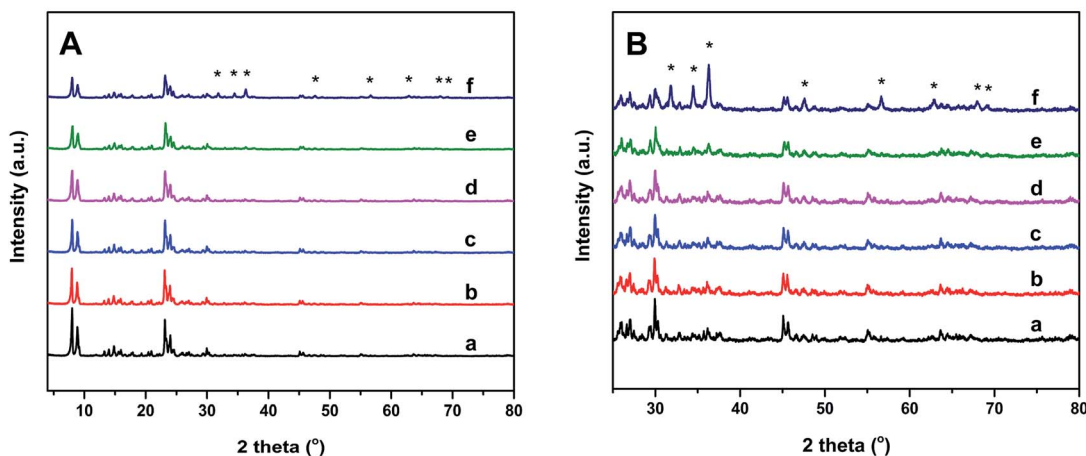 A
B
* * * * * * * *
*
* * * * * * *
f
f
e
e
d
d
c
c
b
b
a
a
Intensity (a.u.)
Intensity (a.u.)
10 20 30 40 50 60 70 80
30 40 50 60 70 80
2 theta (°)
2 theta (°)